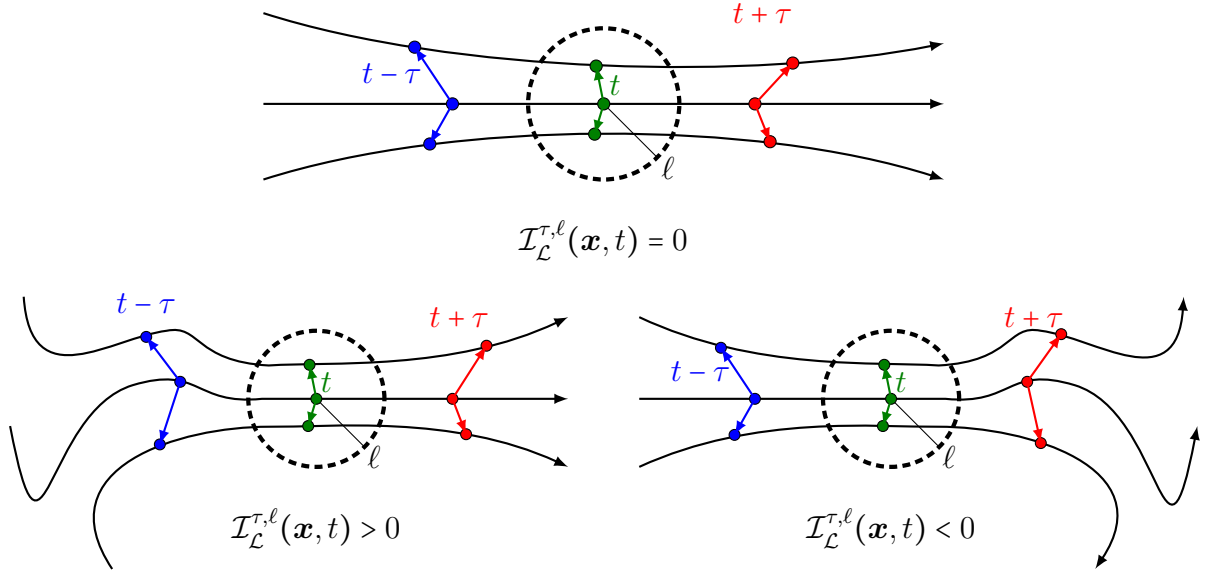 t + τ
t − τ
t
ℓ
𝓘_𝓛^{τ,ℓ}(𝒙, t) = 0
t − τ
t + τ
t
ℓ
𝓘_𝓛^{τ,ℓ}(𝒙, t) > 0
t + τ
t − τ
t
ℓ
𝓘_𝓛^{τ,ℓ}(𝒙, t) < 0